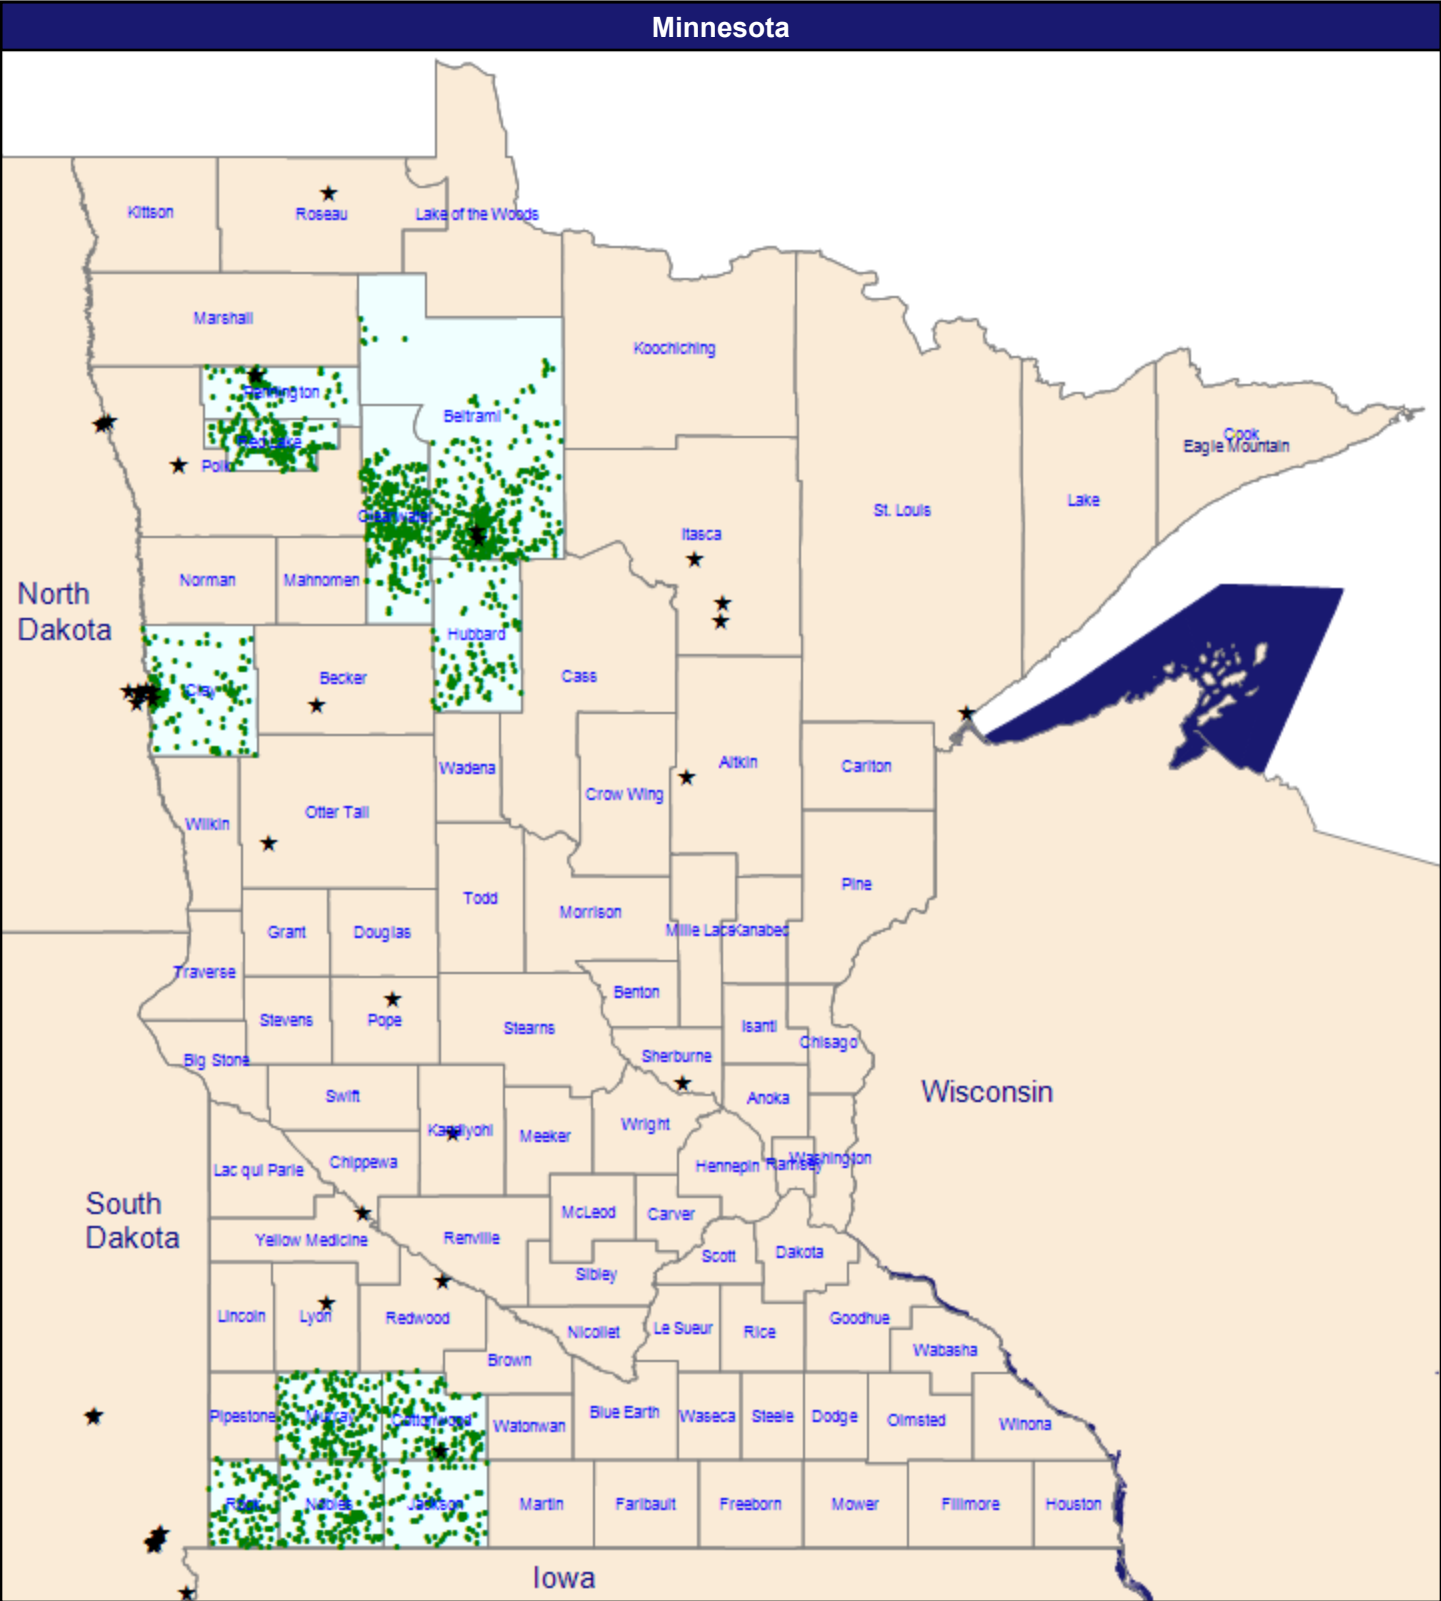 Minnesota
Kittson
Roseau
Lake of the Woods
Marshall
Koochiching
Pennington
Beltrami
Red Lake
Polk
Cook
Eagle Mountain
Lake
St. Louis
Clearwater
Itasca
Norman
Mahnomen
North
Dakota
Hubbard
Clay
Becker
Cass
Wadena
Aitkin
Carlton
Crow Wing
Otter Tail
Wilkin
Pine
Todd
Morrison
Grant
Douglas
Mille Lacs
Kanabec
Traverse
Benton
Stevens
Pope
Stearns
Isanti
Chisago
Big Stone
Sherburne
Swift
Anoka
Wisconsin
Wright
Kandiyohi
Meeker
Chippewa
Lac qui Parle
Hennepin
Ramsey
Washington
South
Dakota
McLeod
Carver
Yellow Medicine
Renville
Scott
Dakota
Sibley
Lincoln
Lyon
Redwood
Nicollet
Le Sueur
Rice
Goodhue
Wabasha
Brown
Pipestone
Murray
Cottonwood
Watonwan
Blue Earth
Waseca
Steele
Dodge
Olmsted
Winona
Rock
Nobles
Jackson
Martin
Faribault
Freeborn
Mower
Fillmore
Houston
Iowa